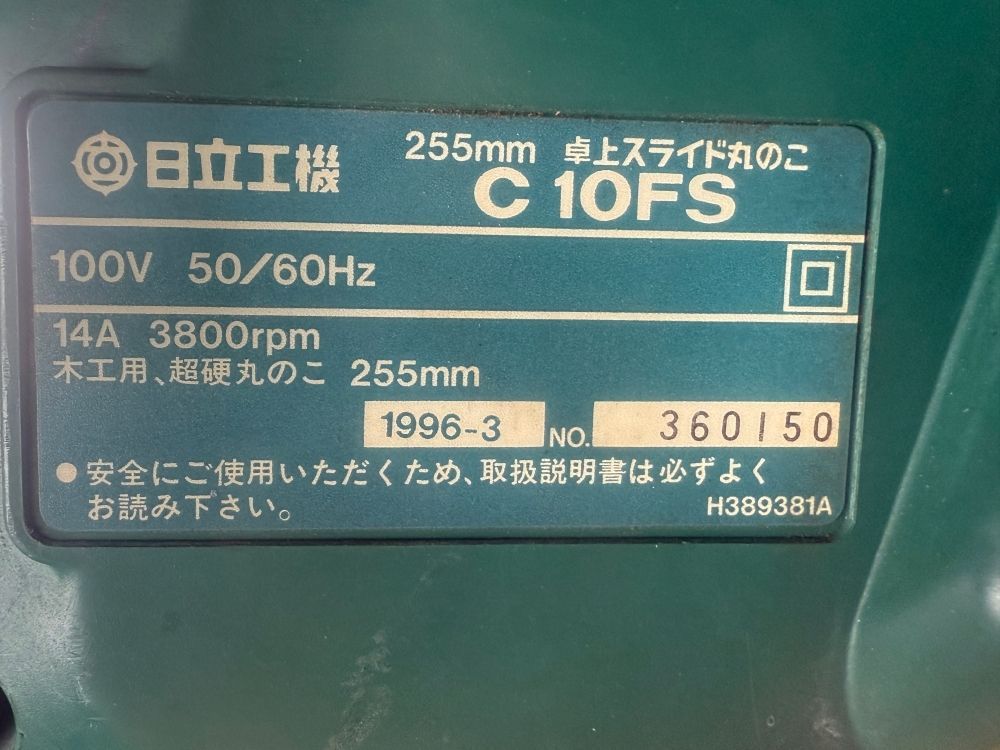 日立工機 255mm 卓上スライド丸のこ
C 10FS
100V 50/60Hz
14A 3800rpm
木工用、超硬丸のこ 255mm
1996-3 NO. 360150
●安全にご使用いただくため、取扱説明書は必ずよく
お読み下さい。
H389381A